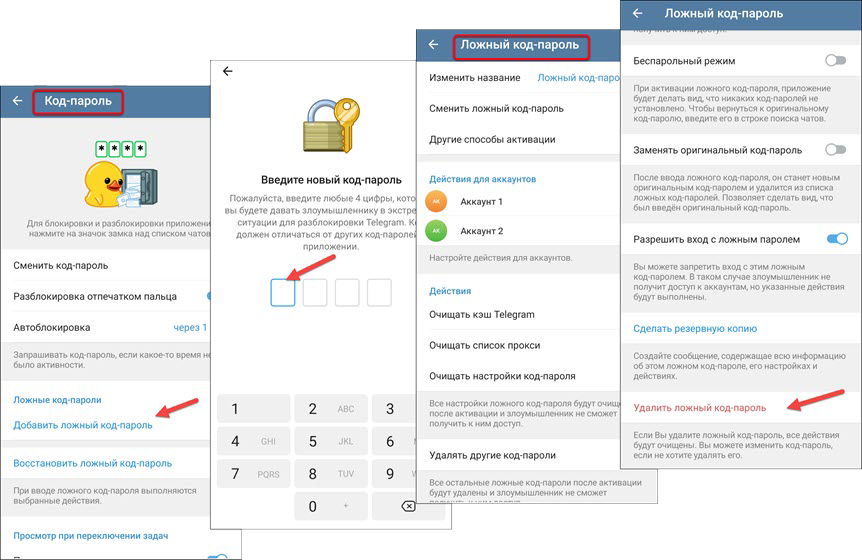 Код-пароль
* * * *
Для блокировки и разблокировки приложени
нажмите на значок замка над списком чатов
Сменить код-пароль
Разблокировка отпечатком пальца
Автоблокировка через 1
Запрашивать код-пароль, если какое-то время не
было активности.
Ложные код-пароли
Добавить ложный код-пароль
Восстановить ложный код-пароль
При вводе ложного код-пароля выполняются
выбранные действия.
Просмотр при переключении задач
Введите новый код-пароль
Пожалуйста, введите любые 4 цифры, кото
вы будете давать злоумышленнику в экстре
ситуации для разблокировки Telegram. Ко
должен отличаться от других код-паролей
приложении.
1
2 ABC
3
4 GHI
5 JKL
6
7 PQRS
8 TUV
9
0 +
Ложный код-пароль
Изменить название Ложный код-паро
Сменить ложный код-пароль
Другие способы активации
Действия для аккаунтов
АК Аккаунт 1
АК Аккаунт 2
Настройте действия для аккаунтов.
Действия
Очищать кэш Telegram
Очищать список прокси
Очищать настройки код-пароля
Все настройки ложного код-пароля будут очище
после активации и злоумышленник не сможет
получить к ним доступ.
Удалять другие код-пароли
Все остальные ложные код-пароли после активации
будут удалены и злоумышленник не сможет
получить к ним доступ.
Ложный код-пароль
получить к ним доступ.
Беспарольный режим
При активации ложного код-пароля, приложение
будет делать вид, что никаких код-паролей не
установлено. Чтобы вернуться к оригинальному
код-паролю, введите его в строке поиска чатов.
Заменять оригинальный код-пароль
После ввода ложного код-пароля, он станет новым
оригинальным код-паролем и удалится из списка
ложных код-паролей. Позволяет сделать вид, что
был введён оригинальный код-пароль.
Разрешить вход с ложным паролем
Вы можете запретить вход с этим ложным
код-паролем. В таком случае злоумышленник не
получит доступ к аккаунтам, но указанные действия
будут выполнены.
Сделать резервную копию
Создайте сообщение, содержащее всю информацию
об этом ложном код-пароле, его настройках и
действиях.
Удалить ложный код-пароль
Если Вы удалите ложный код-пароль, все действия
будут очищены. Вы можете изменить код-пароль,
если не хотите удалять его.